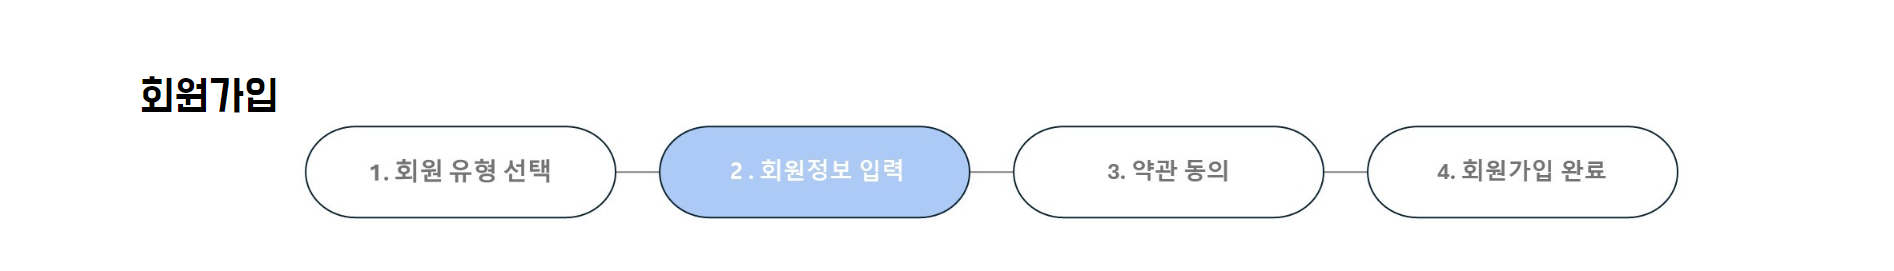 회원가입
1. 회원 유형 선택
2 . 회원정보 입력
3. 약관 동의
4. 회원가입 완료